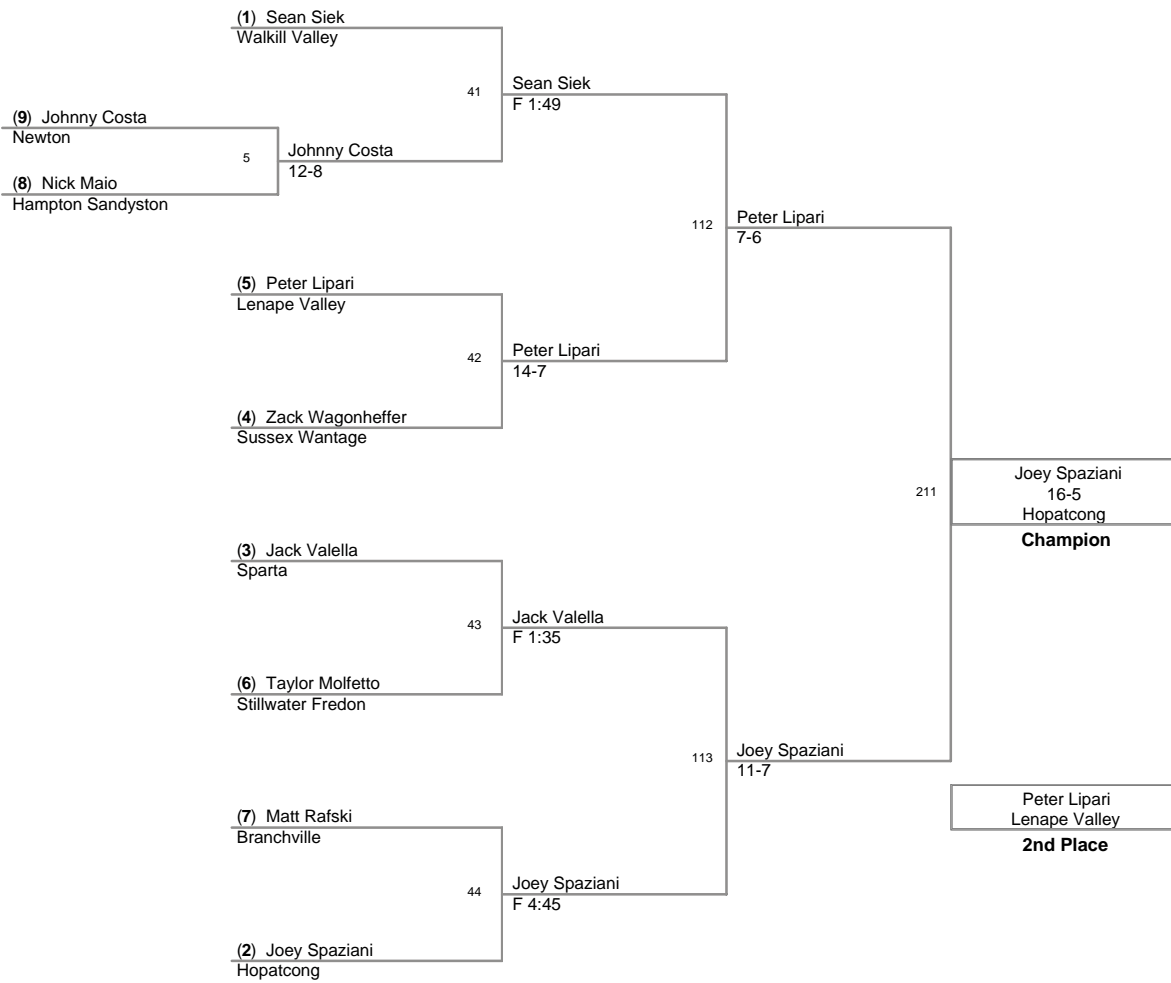 (1) Sean Siek
Walkill Valley
41
Sean Siek
F 1:49
(9) Johnny Costa
Newton
5
Johnny Costa
12-8
(8) Nick Maio
Hampton Sandyston
112
Peter Lipari
7-6
(5) Peter Lipari
Lenape Valley
42
Peter Lipari
14-7
(4) Zack Wagonheffer
Sussex Wantage
211
Joey Spaziani
16-5
Hopatcong
Champion
(3) Jack Valella
Sparta
43
Jack Valella
F 1:35
(6) Taylor Molfetto
Stillwater Fredon
113
Joey Spaziani
11-7
(7) Matt Rafski
Branchville
44
Joey Spaziani
F 4:45
(2) Joey Spaziani
Hopatcong
Peter Lipari
Lenape Valley
2nd Place